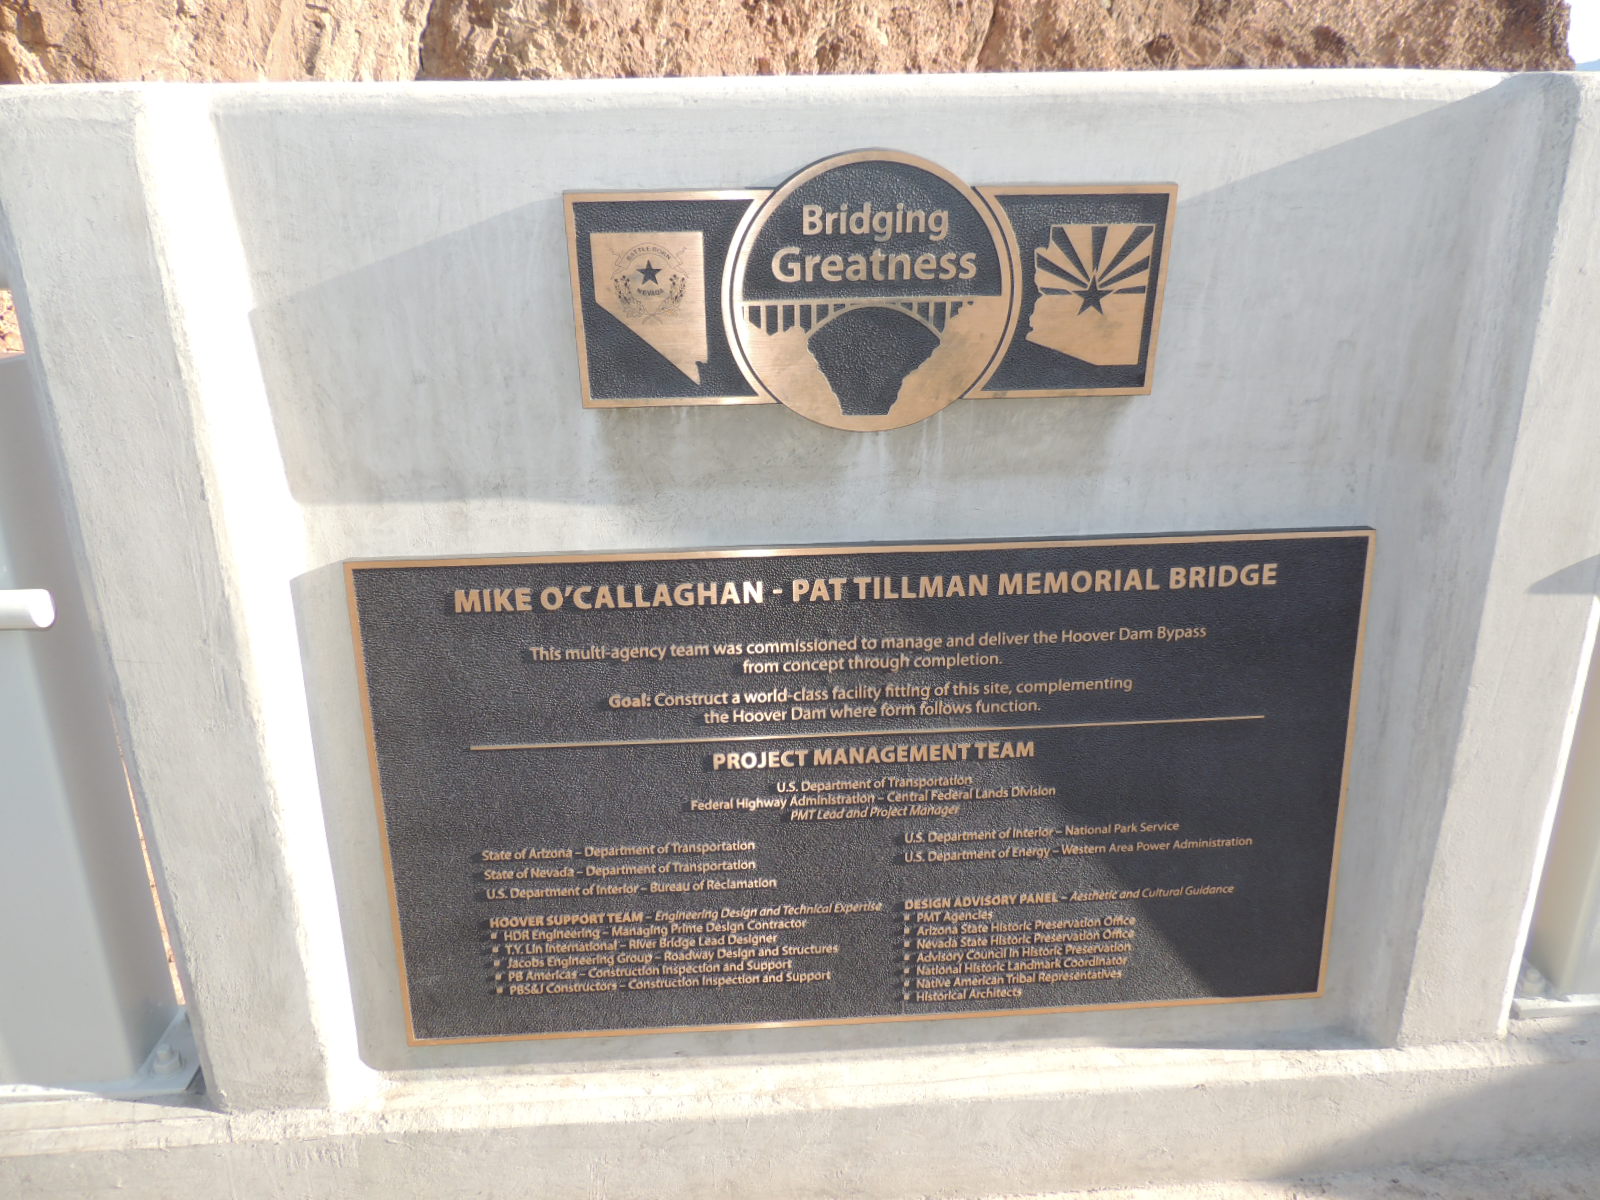 Bridging
Greatness
BATTLE BORN
NEVADA
MIKE O'CALLAGHAN - PAT TILLMAN MEMORIAL BRIDGE
This multi-agency team was commissioned to manage and deliver the Hoover Dam Bypass
from concept through completion.
Goal: Construct a world-class facility fitting of this site, complementing
the Hoover Dam where form follows function.
PROJECT MANAGEMENT TEAM
U.S. Department of Transportation
Federal Highway Administration – Central Federal Lands Division
PMT Lead and Project Manager
State of Arizona – Department of Transportation
State of Nevada – Department of Transportation
U.S. Department of Interior – Bureau of Reclamation
U.S. Department of Interior – National Park Service
U.S. Department of Energy – Western Area Power Administration
HOOVER SUPPORT TEAM – Engineering Design and Technical Expertise
HDR Engineering – Managing Prime Design Contractor
T.Y. Lin International – River Bridge Lead Designer
Jacobs Engineering Group – Roadway Design and Structures
PB Americas – Construction Inspection and Support
PBS&J Constructors – Construction Inspection and Support
DESIGN ADVISORY PANEL – Aesthetic and Cultural Guidance
PMT Agencies
Arizona State Historic Preservation Office
Nevada State Historic Preservation Office
Advisory Council in Historic Preservation
National Historic Landmark Coordinator
Native American Tribal Representatives
Historical Architects